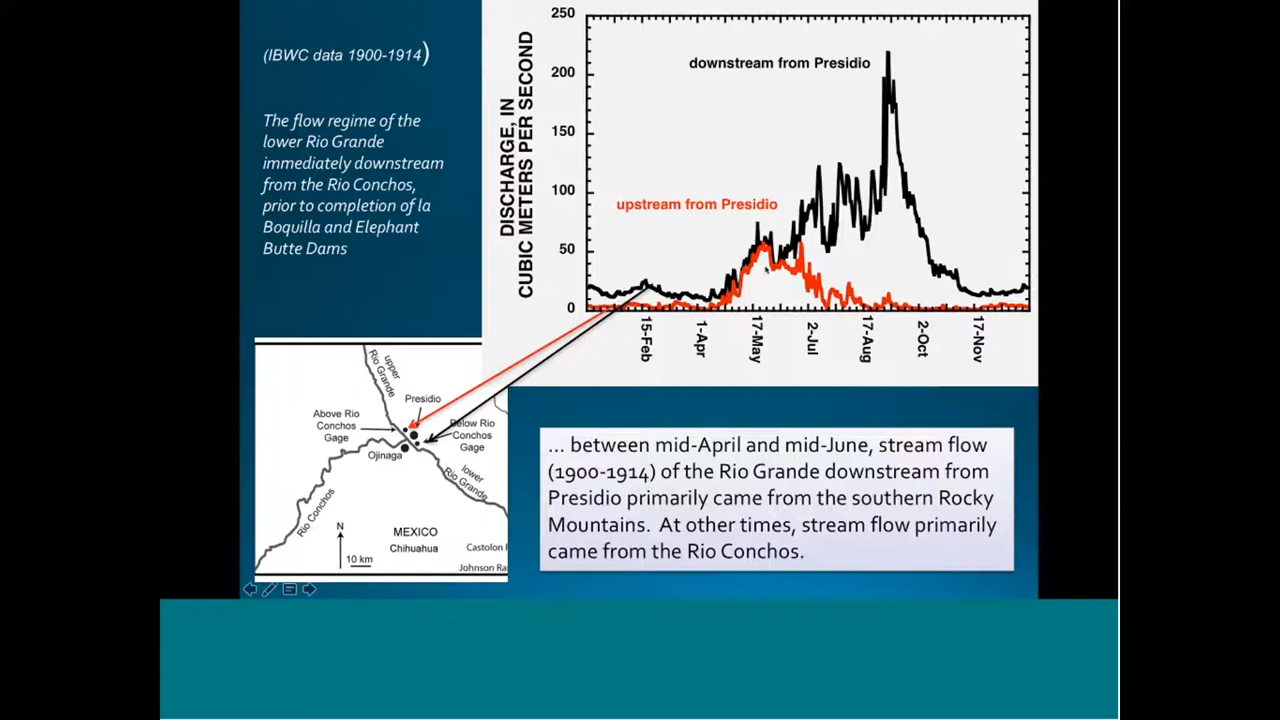 (IBWC data 1900-1914)
The flow regime of the
lower Rio Grande
immediately downstream
from the Rio Conchos,
prior to completion of la
Boquilla and Elephant
Butte Dams
DISCHARGE, IN
CUBIC METERS PER SECOND
250
200
150
100
50
0
downstream from Presidio
upstream from Presidio
15-Feb
1-Apr
17-May
2-Jul
17-Aug
2-Oct
17-Nov
upper
Rio Grande
Presidio
Above Rio
Conchos
Gage
Below Rio
Conchos
Gage
Ojinaga
lower
Rio Grande
Rio Conchos
N
10 km
MEXICO
Chihuahua
Castolon
Johnson Ra
... between mid-April and mid-June, stream flow
(1900-1914) of the Rio Grande downstream from
Presidio primarily came from the southern Rocky
Mountains. At other times, stream flow primarily
came from the Rio Conchos.